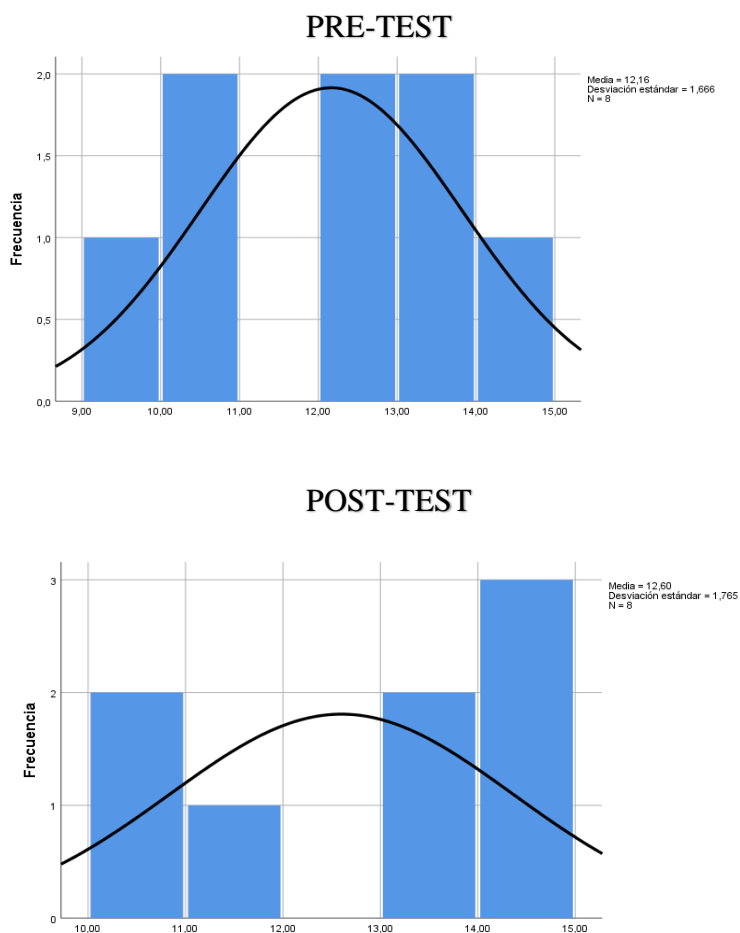 PRE-TEST
Media = 12,16
Desviación estándar = 1,666
N = 8
2,0
1,5
1,0
0,5
0,0
Frecuencia
9,00 10,00 11,00 12,00 13,00 14,00 15,00
POST-TEST
Media = 12,60
Desviación estándar = 1,765
N = 8
3
2
1
0
Frecuencia
10,00 11,00 12,00 13,00 14,00 15,00